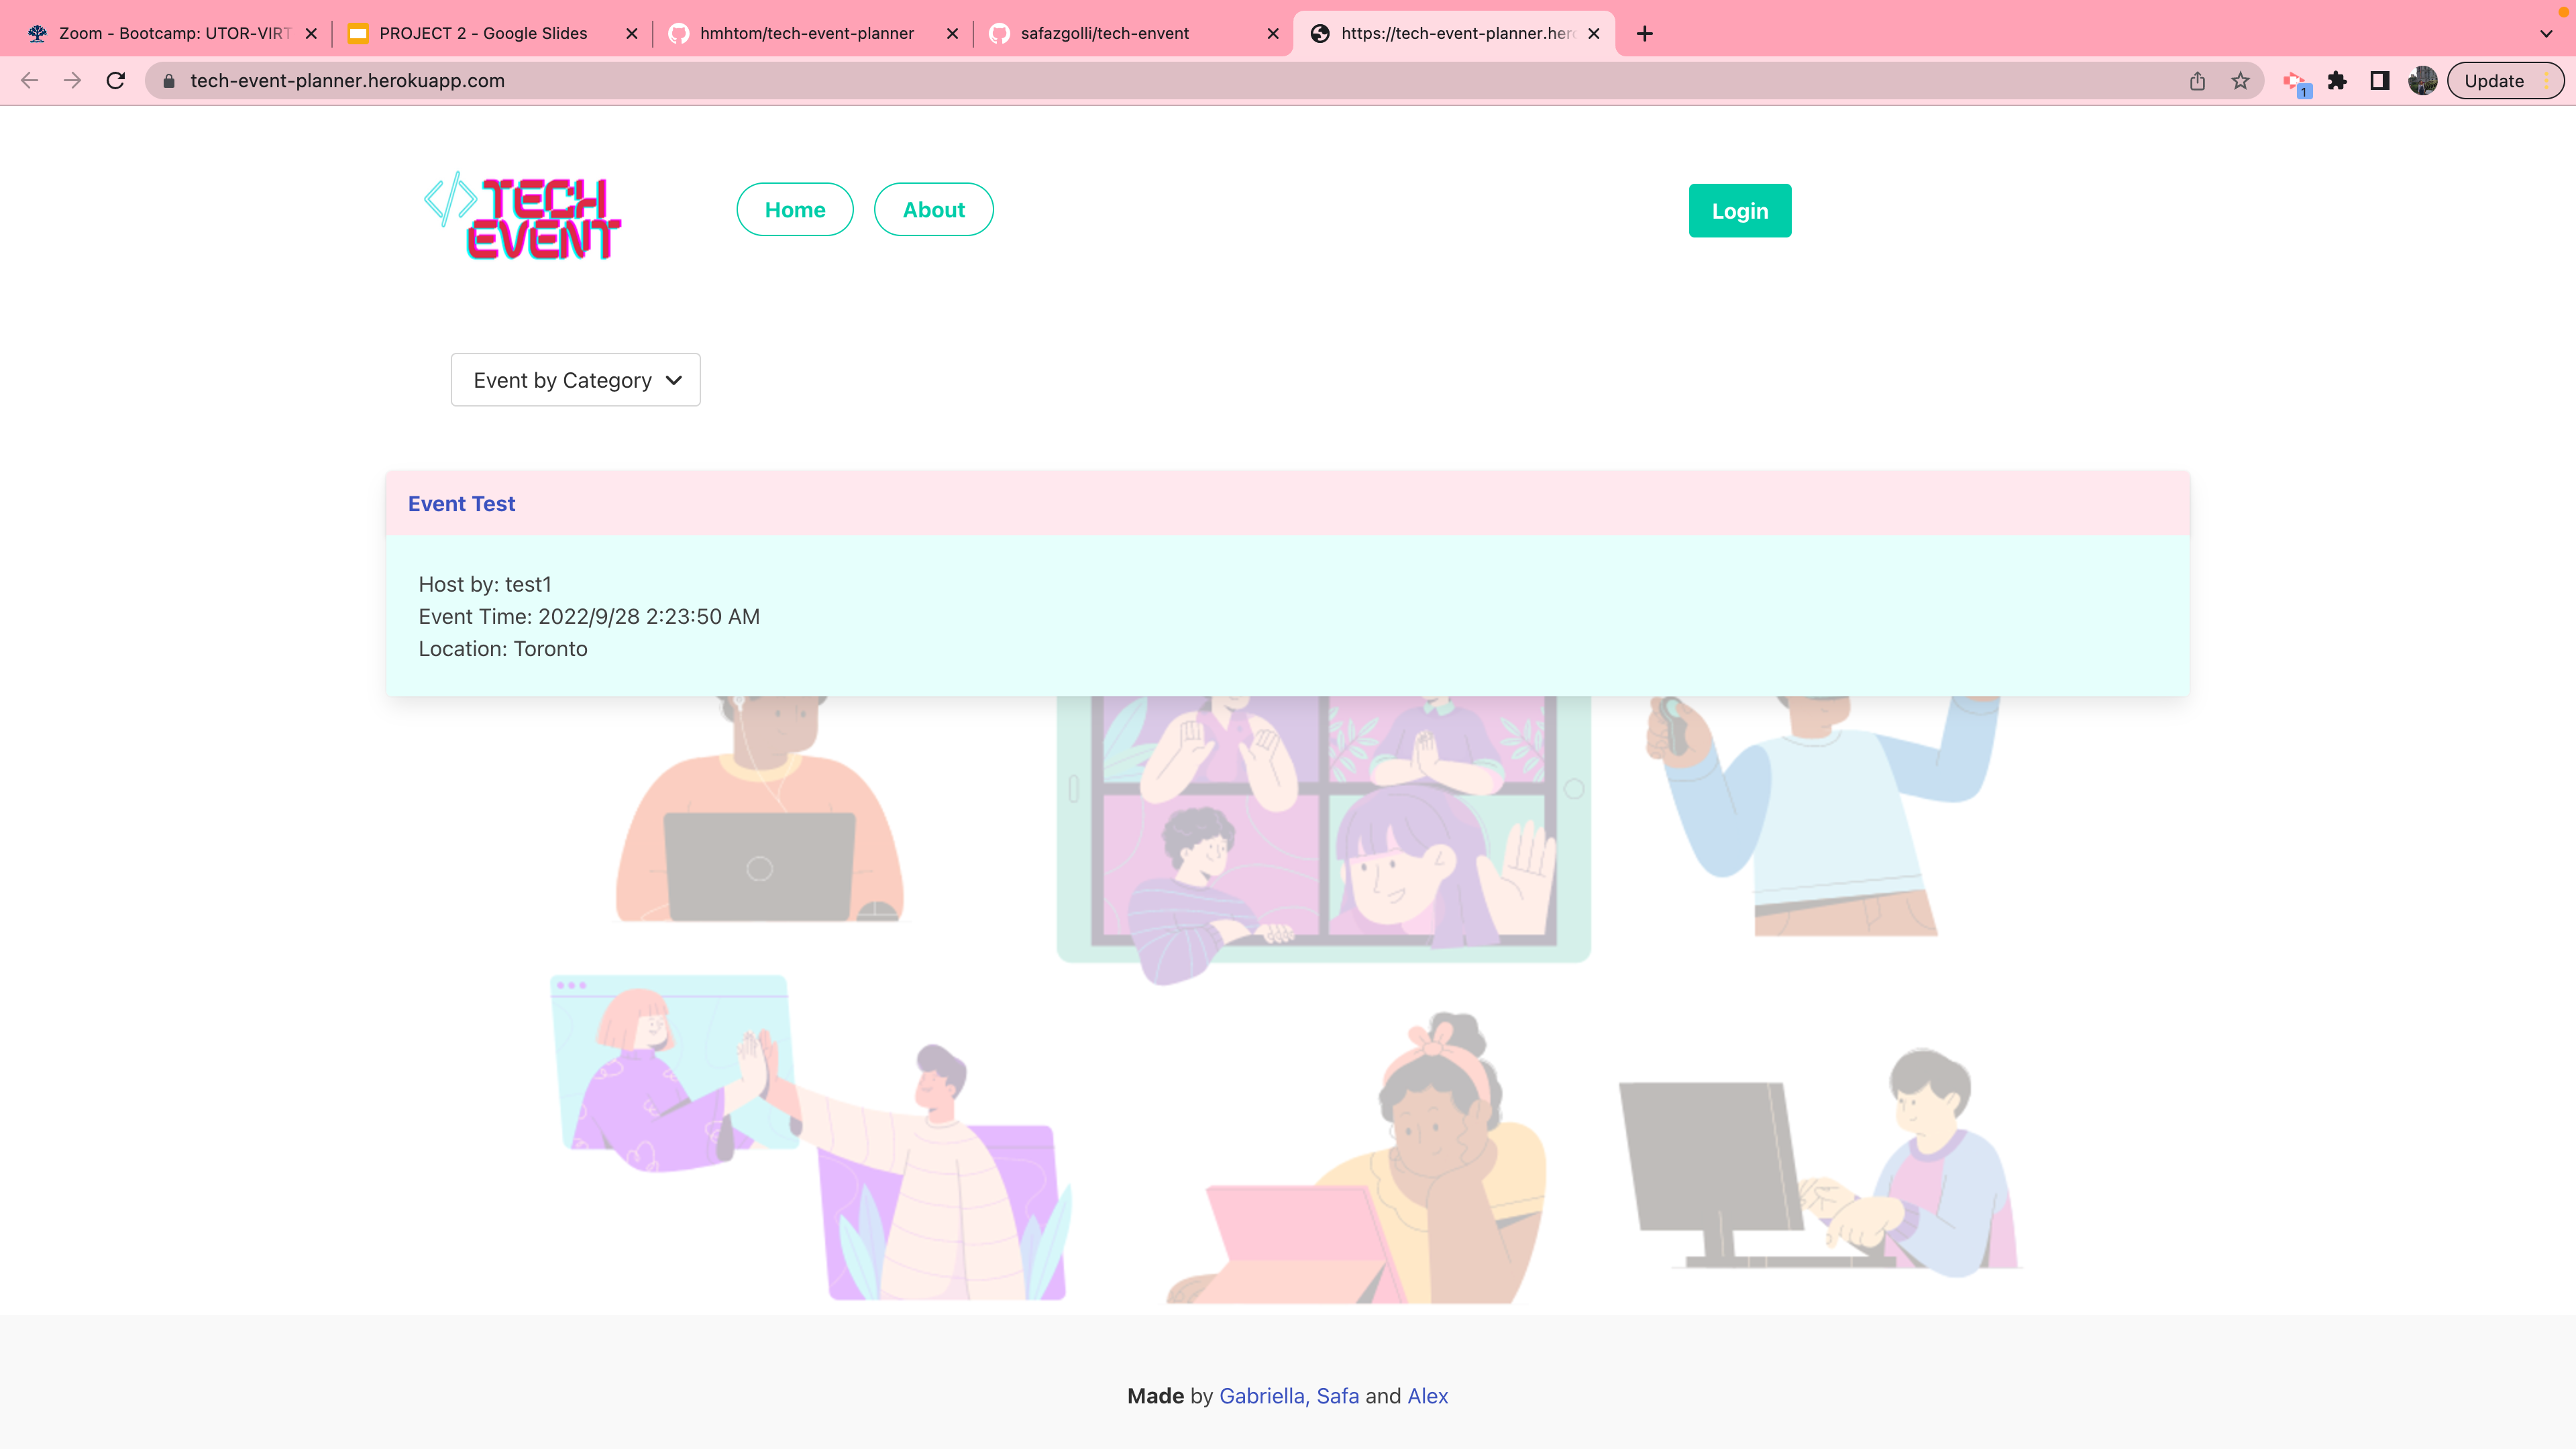 Zoom - Bootcamp: UTOR-VIRT
PROJECT 2 - Google Slides
hmhtom/tech-event-planner
safazgolli/tech-envent
https://tech-event-planner.hero
tech-event-planner.herokuapp.com
1
Update
</> TECH
EVENT
Home
About
Login
Event by Category
Event Test
Host by: test1
Event Time: 2022/9/28 2:23:50 AM
Location: Toronto
Made by Gabriella, Safa and Alex